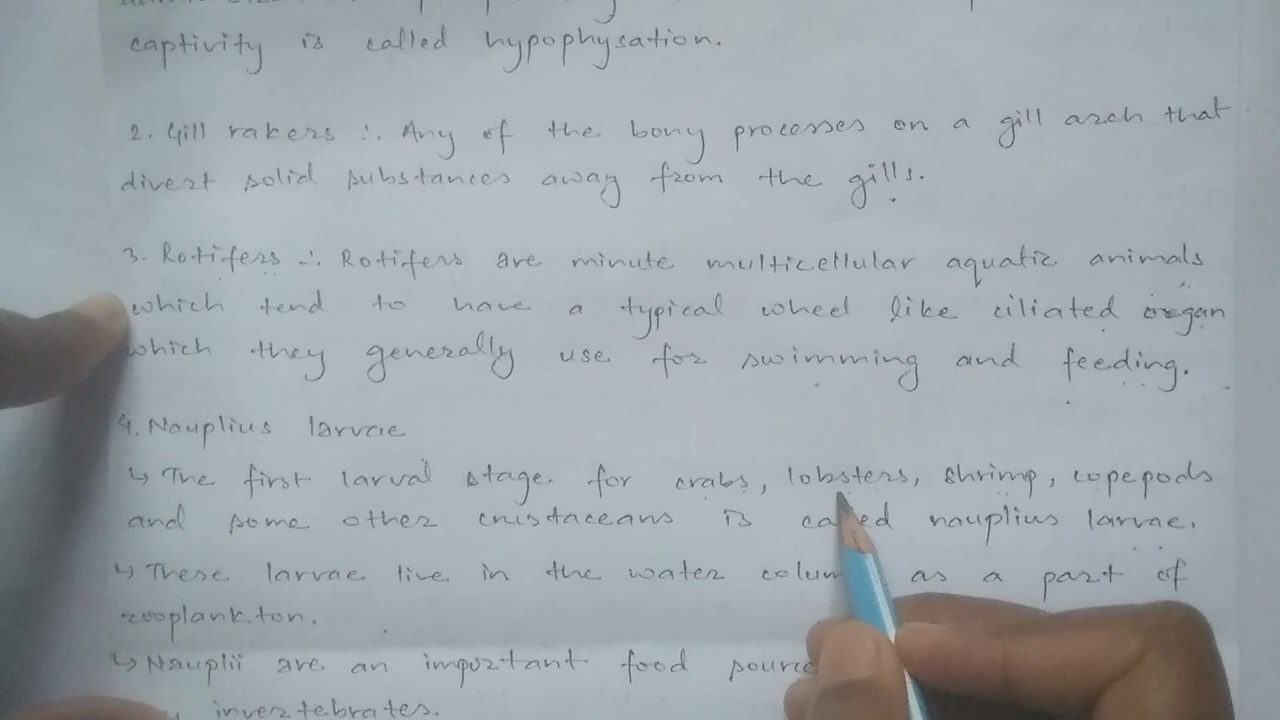 captivity is called hypophysation.
2. Gill rakers :. Any of the bony processes on a gill arch that
divert solid substances away from the gills.
3. Rotifers :. Rotifers are minute multicellular aquatic animals
which tend to have a typical wheel like ciliated organ
which they generally use for swimming and feeding.
4. Nauplius larvae
↳ The first larval stage for crabs, lobsters, shrimp, copepods
and some other crustaceans is called nauplius larvae.
↳ These larvae live in the water column as a part of
zooplankton.
↳ Nauplii are an important food
invertebrates.